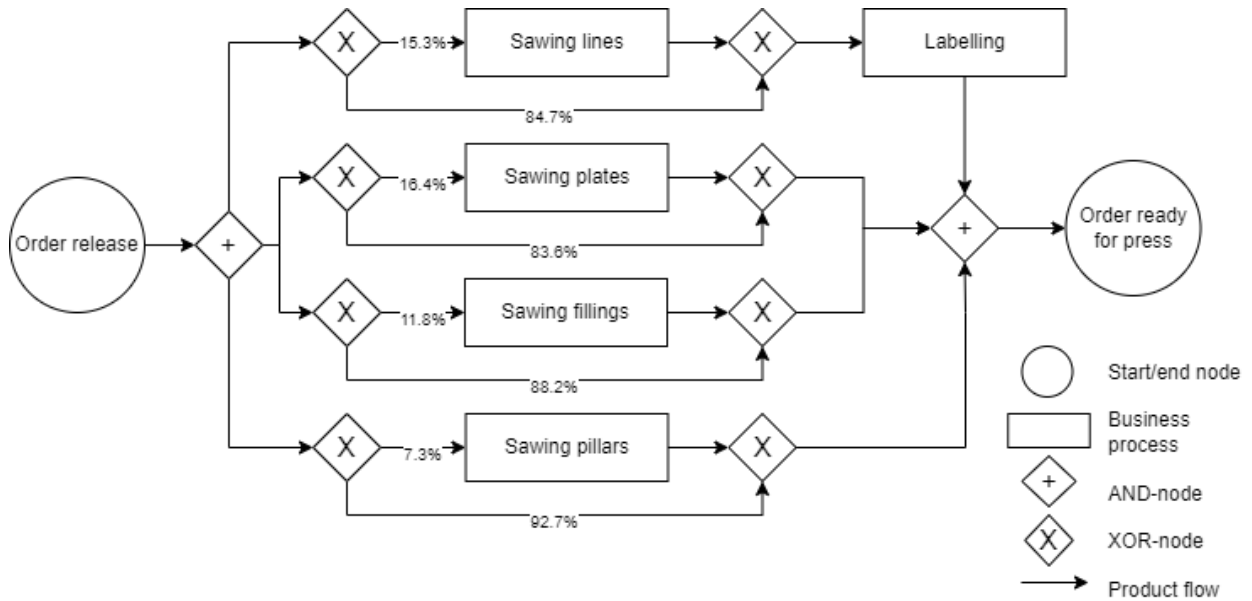 X
15.3%
Sawing lines
X
Labelling
84.7%
X
16.4%
Sawing plates
X
83.6%
Order release
+
+
Order ready
for press
X
11.8%
Sawing fillings
X
88.2%
X
7.3%
Sawing pillars
X
92.7%
Start/end node
Business
process
+
AND-node
X
XOR-node
Product flow